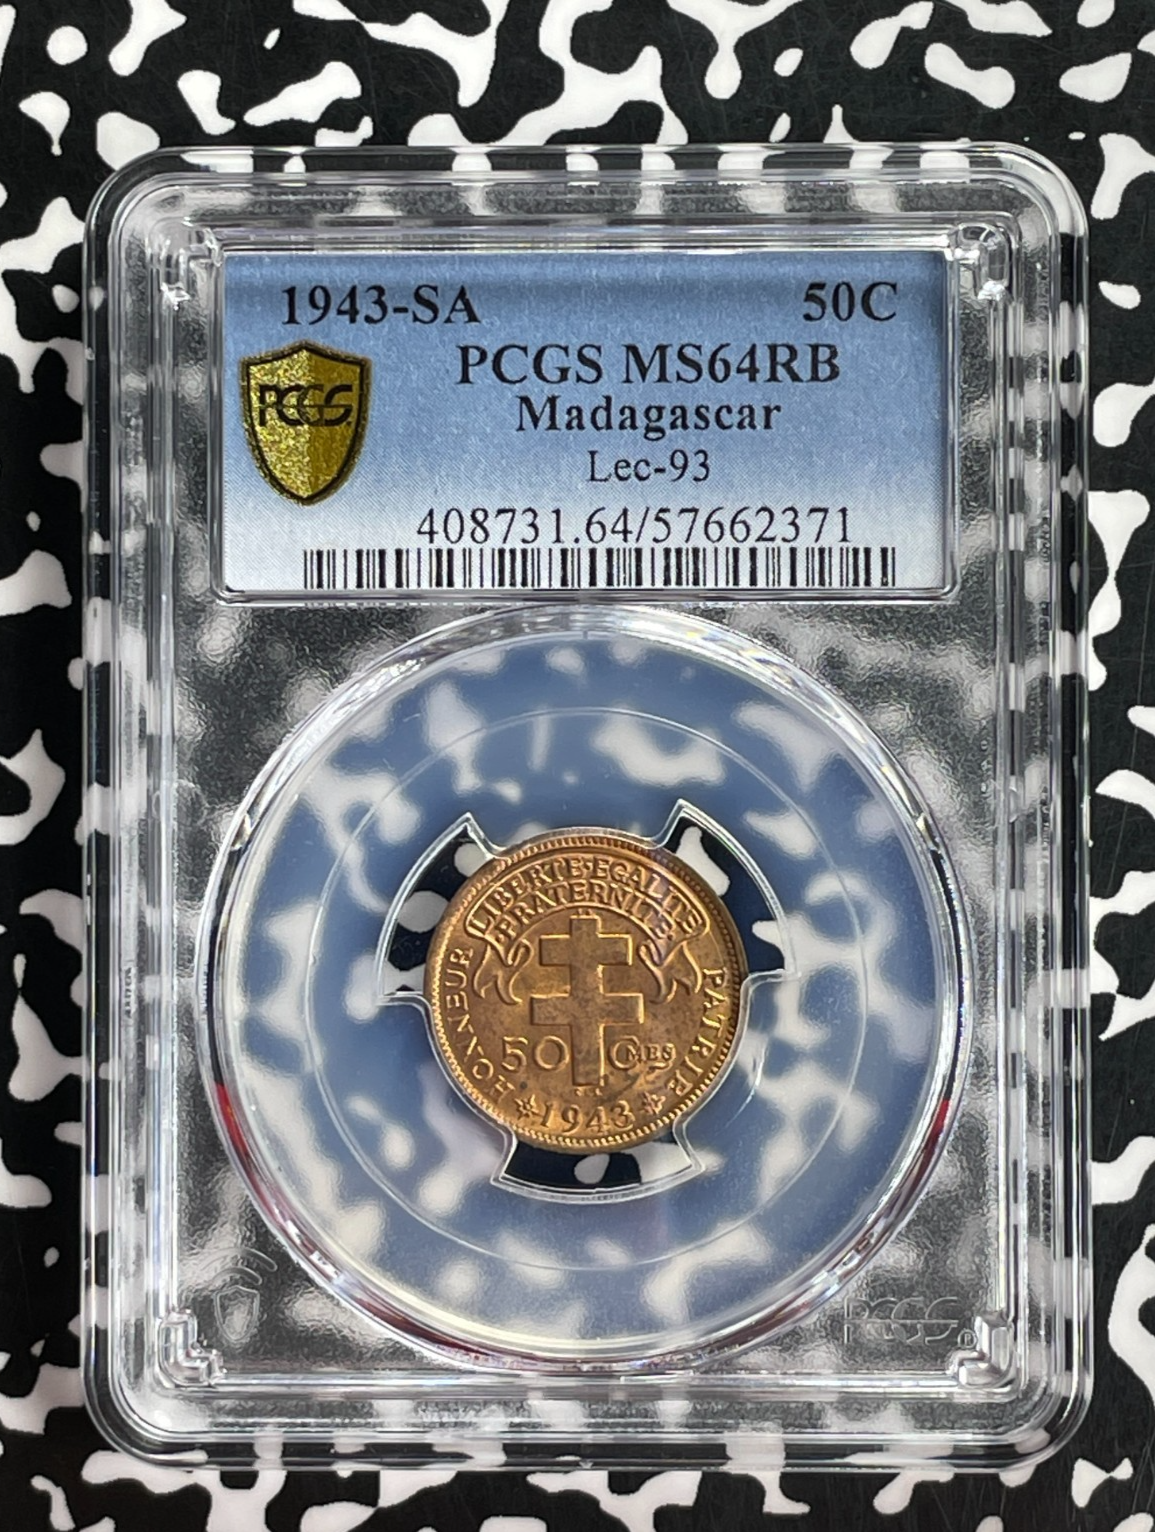 1943-SA 50C
PCGS MS64RB
PCGS
Madagascar
Lec-93
408731.64/57662371
LIBERTE·EGALITE
FRATERNITE
HONNEUR
PATRIE
50 CMES
1943
PCGS